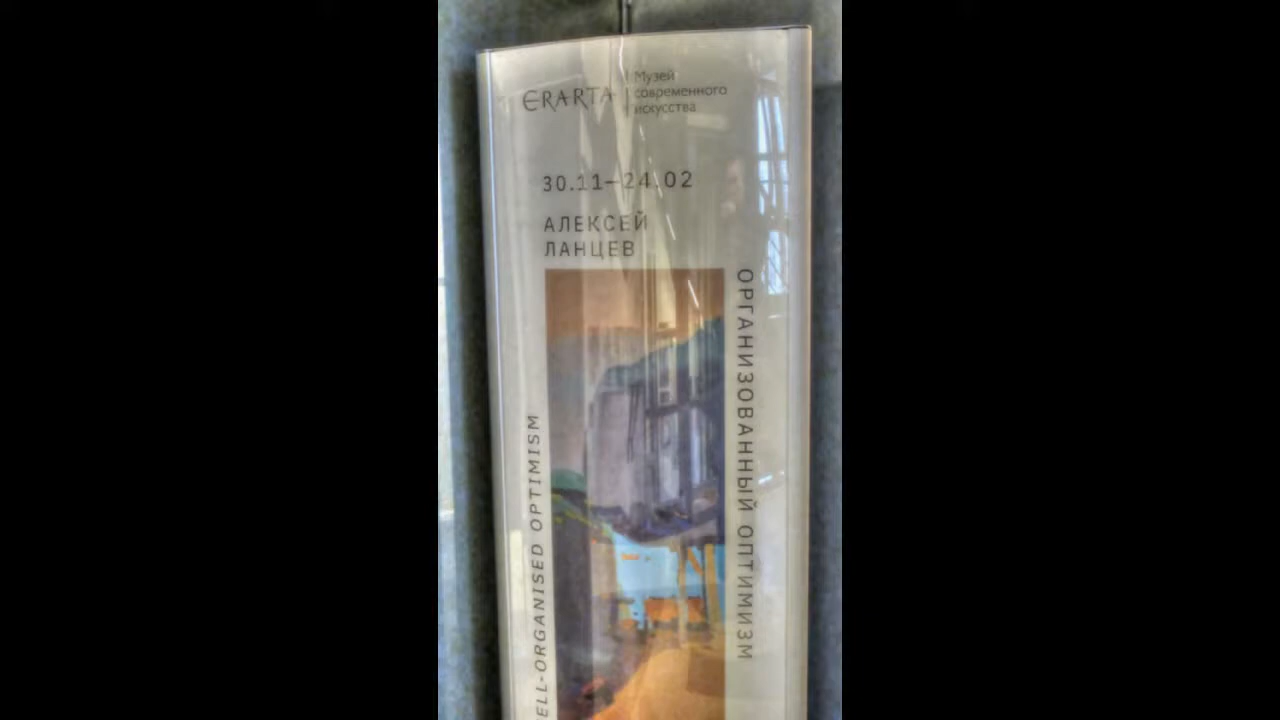 ERARTA
Музей
современного
искусства
30.11—24.02
АЛЕКСЕЙ
ЛАНЦЕВ
ОРГАНИЗОВАННЫЙ ОПТИМИЗМ
ELL-ORGANISED OPTIMISM